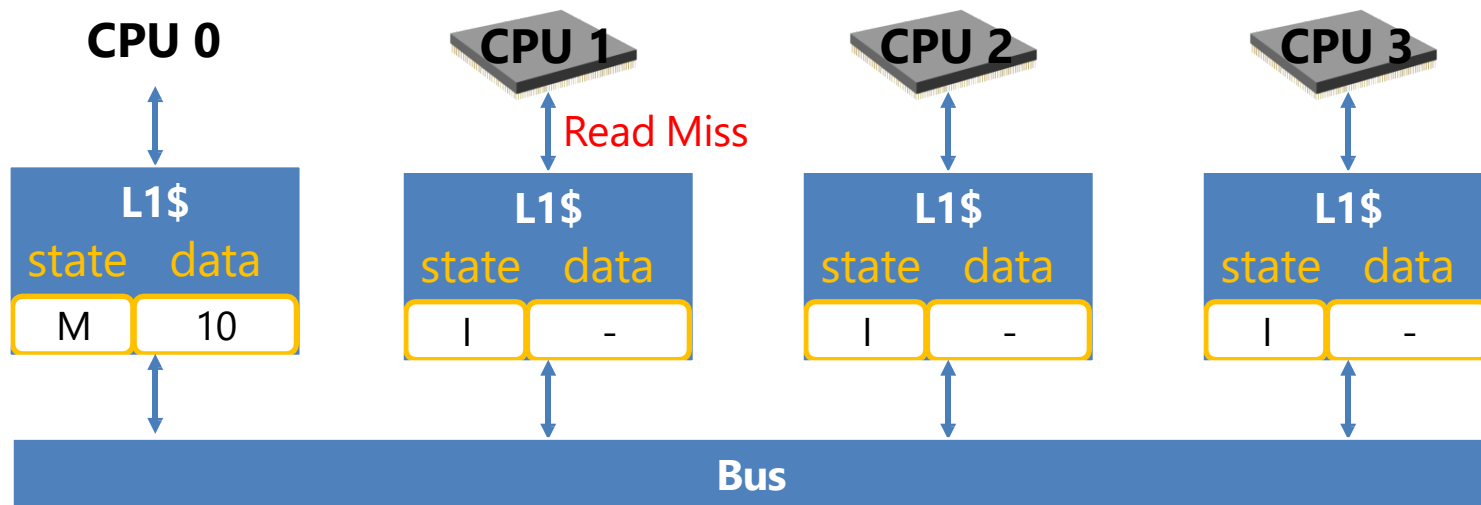 CPU 0 CPU 1 CPU 2 CPU 3
Read Miss
L1$ L1$ L1$ L1$
state data state data state data state data
M 10 I - I - I -
Bus